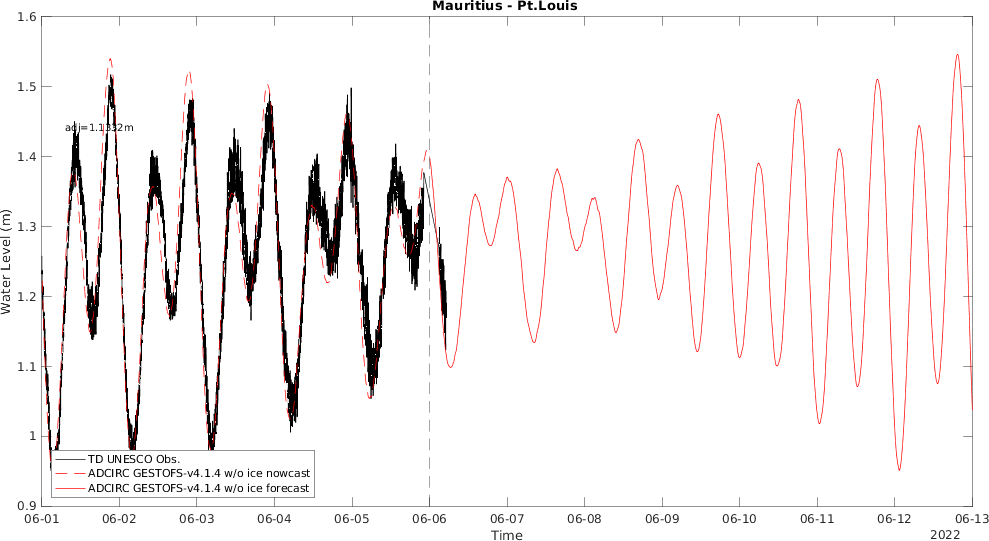 Mauritius - Pt.Louis
Water Level (m)
1.6
1.5
1.4
1.3
1.2
1.1
1
0.9
adj=1.1332m
TD UNESCO Obs.
ADCIRC GESTOFS-v4.1.4 w/o ice nowcast
ADCIRC GESTOFS-v4.1.4 w/o ice forecast
06-01 06-02 06-03 06-04 06-05 06-06 06-07 06-08 06-09 06-10 06-11 06-12 06-13
Time
2022